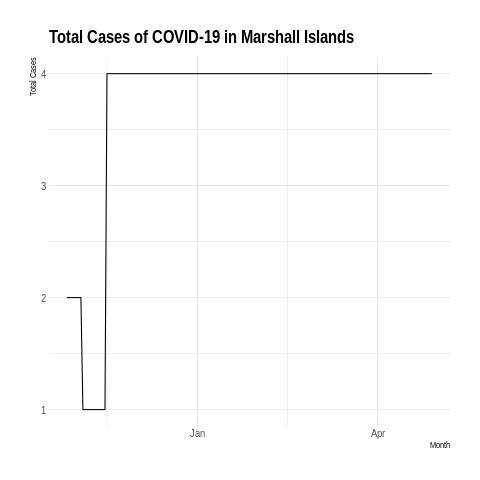 Total Cases of COVID-19 in Marshall Islands
Total Cases
4
3
2
1
Jan
Apr
Month